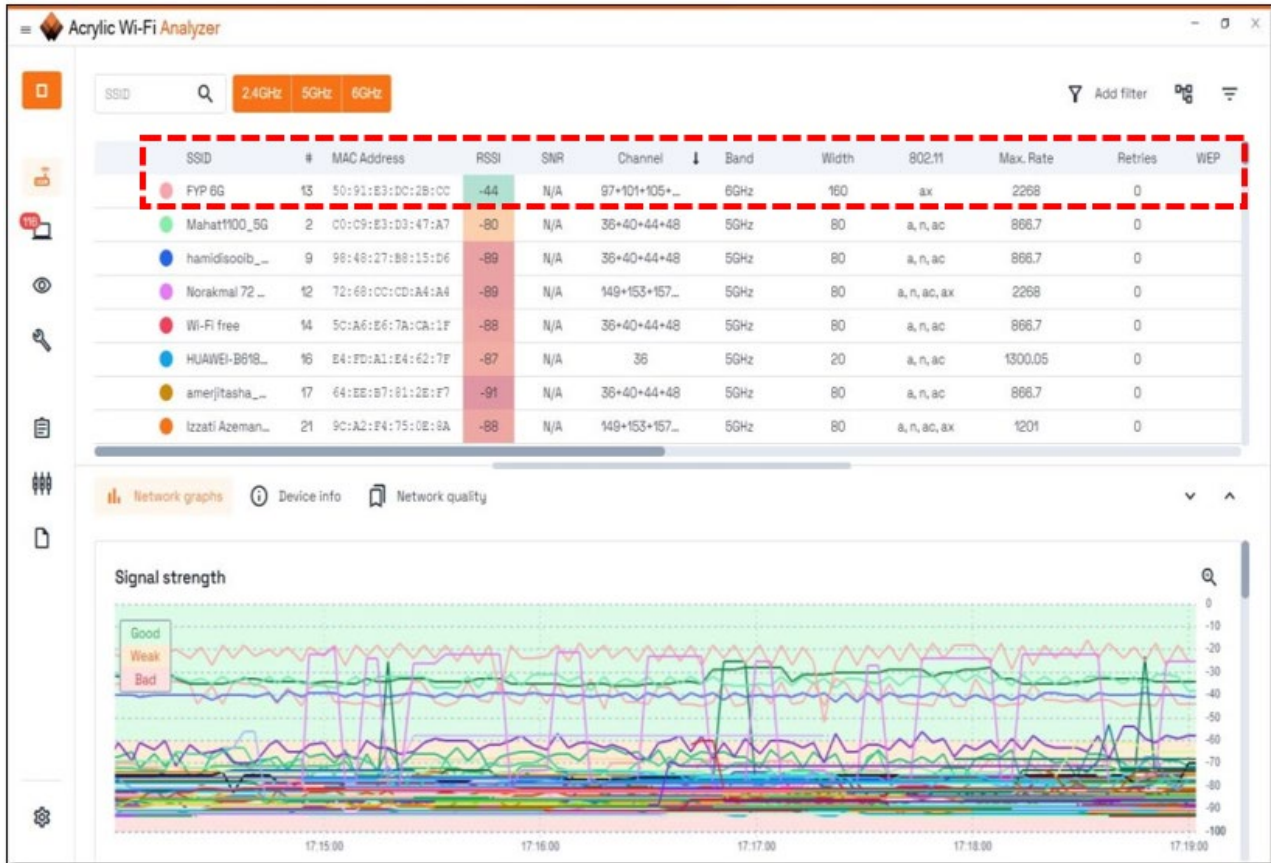 Acrylic Wi-Fi Analyzer
SSID 2.4GHz 5GHz 6GHz Add filter
SSID # MAC Address RSSI SNR Channel ↓ Band Width 802.11 Max. Rate Retries WEP
FYP 6G 13 50:91:E3:DC:2B:CC -44 N/A 97+101+105+... 6GHz 160 ax 2268 0
118
Mahat1100_5G 2 C0:C9:E3:D3:47:A7 -80 N/A 36+40+44+48 5GHz 80 a, n, ac 866.7 0
hamidisooib_... 9 98:48:27:B8:15:D6 -89 N/A 36+40+44+48 5GHz 80 a, n, ac 866.7 0
Norakmal 72 ... 12 72:68:CC:CD:A4:A4 -89 N/A 149+153+157... 5GHz 80 a, n, ac, ax 2268 0
Wi-Fi free 14 5C:A6:E6:7A:CA:1F -88 N/A 36+40+44+48 5GHz 80 a, n, ac 866.7 0
HUAWEI-B618... 16 E4:FD:A1:E4:62:7F -87 N/A 36 5GHz 20 a, n, ac 1300.05 0
amerjitasha_... 17 64:EE:B7:81:2E:F7 -91 N/A 36+40+44+48 5GHz 80 a, n, ac 866.7 0
Izzati Azeman... 21 9C:A2:F4:75:0E:8A -88 N/A 149+153+157... 5GHz 80 a, n, ac, ax 1201 0
Network graphs Device info Network quality
Signal strength
Good
Weak
Bad
0
-10
-20
-30
-40
-50
-60
-70
-80
-90
-100
17:15:00 17:16:00 17:17:00 17:18:00 17:19:00